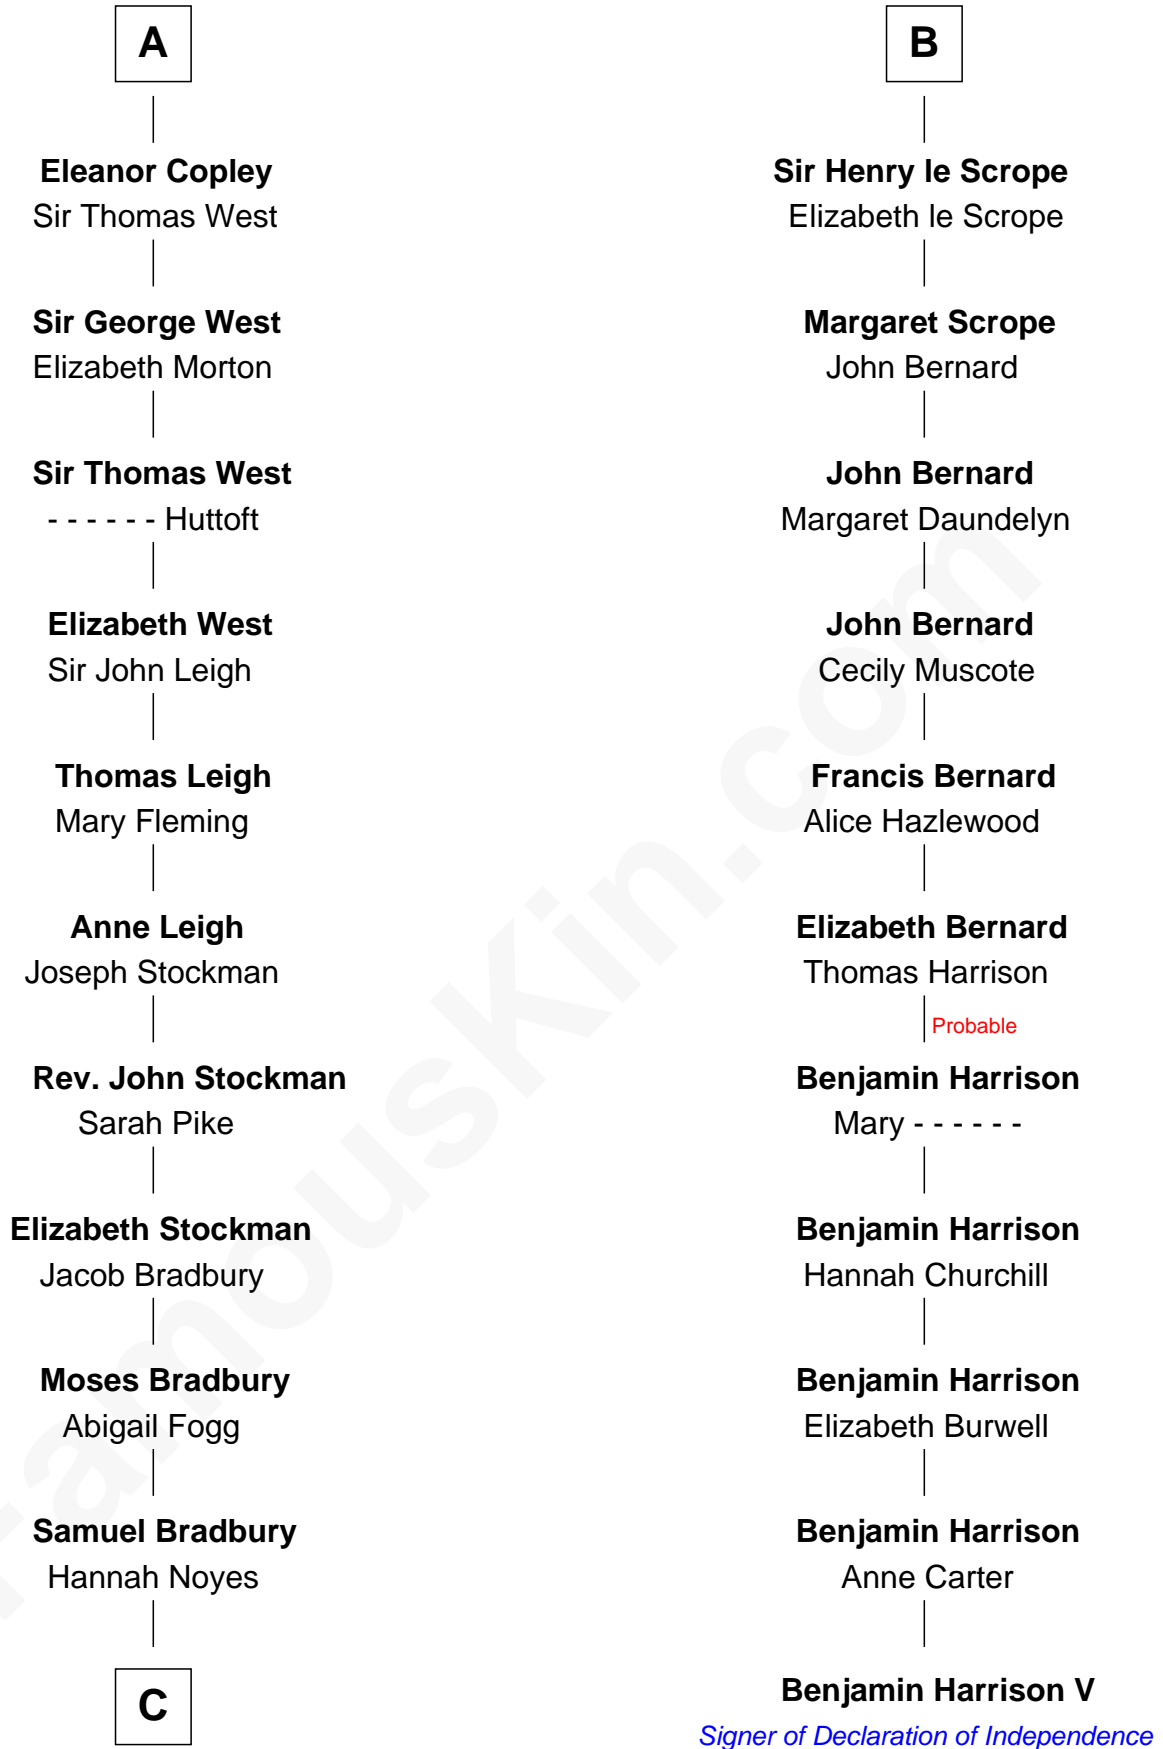 A
Eleanor Copley
Sir Thomas West
Sir George West
Elizabeth Morton
Sir Thomas West
- - - - - - Huttoft
Elizabeth West
Sir John Leigh
Thomas Leigh
Mary Fleming
Anne Leigh
Joseph Stockman
Rev. John Stockman
Sarah Pike
Elizabeth Stockman
Jacob Bradbury
Moses Bradbury
Abigail Fogg
Samuel Bradbury
Hannah Noyes
C
B
Sir Henry le Scrope
Elizabeth le Scrope
Margaret Scrope
John Bernard
John Bernard
Margaret Daundelyn
John Bernard
Cecily Muscote
Francis Bernard
Alice Hazlewood
Elizabeth Bernard
Thomas Harrison
Probable
Benjamin Harrison
Mary - - - - - -
Benjamin Harrison
Hannah Churchill
Benjamin Harrison
Elizabeth Burwell
Benjamin Harrison
Anne Carter
Benjamin Harrison V
Signer of Declaration of Independence
FamousKin.com